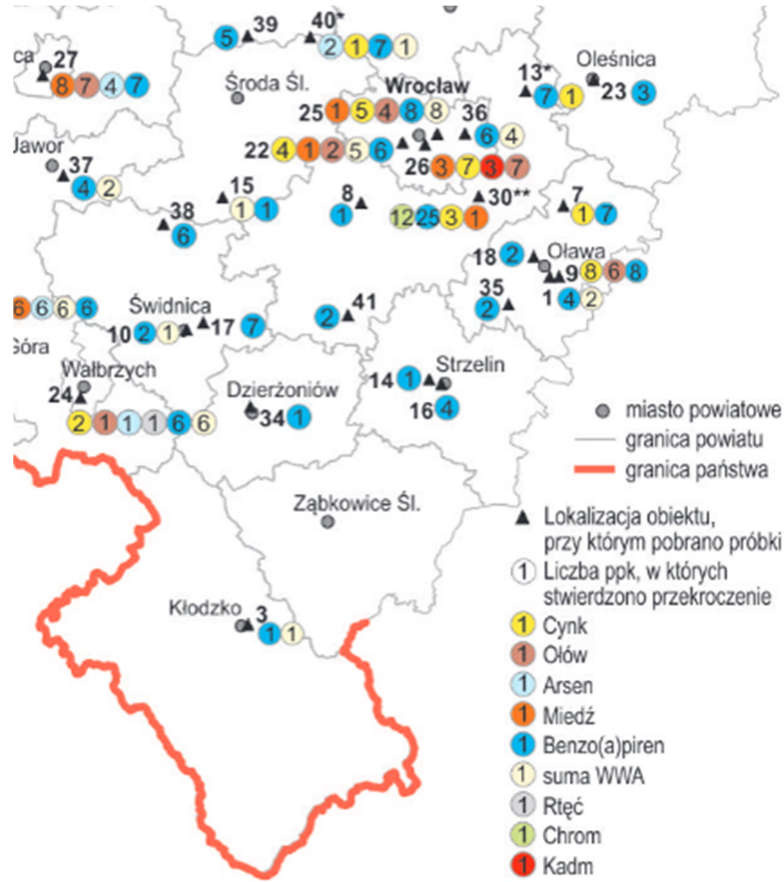 40*
39
5
2 1 7 1
27
ca
8 7 4 7
Środa Śl.
Oleśnica
13*
7 1
23 3
Wrocław
25 1 5 4 8 8
36
6 4
22 4 1 2 5 6
26 3 7 3 7
Jawor
37
4 2
15
1 1
38
6
8
1
30**
12 25 3 1
7
1 7
18 2
Oława
9 8 6 8
35
2
1 4 2
6 6 6 6
Świdnica
10 2 1
17 7
2 41
Góra
Wałbrzych
24
2 1 1 1 6 6
Dzierżoniów
34 1
14 1
Strzelin
16 4
miasto powiatowe
granica powiatu
granica państwa
Ząbkowice Śl.
Lokalizacja obiektu,
przy którym pobrano próbki
1 Liczba ppk, w których
stwierdzono przekroczenie
Kłodzko
3
1 1
1 Cynk
1 Ołów
1 Arsen
1 Miedź
1 Benzo(a)piren
1 suma WWA
1 Rtęć
1 Chrom
1 Kadm